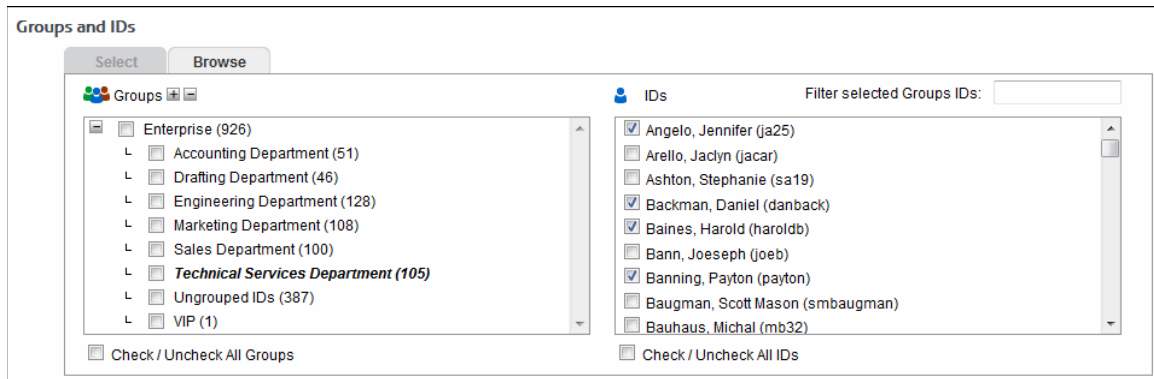 Groups and IDs
Select
Browse
Groups
IDs
Filter selected Groups IDs:
Enterprise (926)
Accounting Department (51)
Drafting Department (46)
Engineering Department (128)
Marketing Department (108)
Sales Department (100)
Technical Services Department (105)
Ungrouped IDs (387)
VIP (1)
Check / Uncheck All Groups
Angelo, Jennifer (ja25)
Arello, Jaclyn (jacar)
Ashton, Stephanie (sa19)
Backman, Daniel (danback)
Baines, Harold (haroldb)
Bann, Joeseph (joeb)
Banning, Payton (payton)
Baugman, Scott Mason (smbaugman)
Bauhaus, Michal (mb32)
Check / Uncheck All IDs